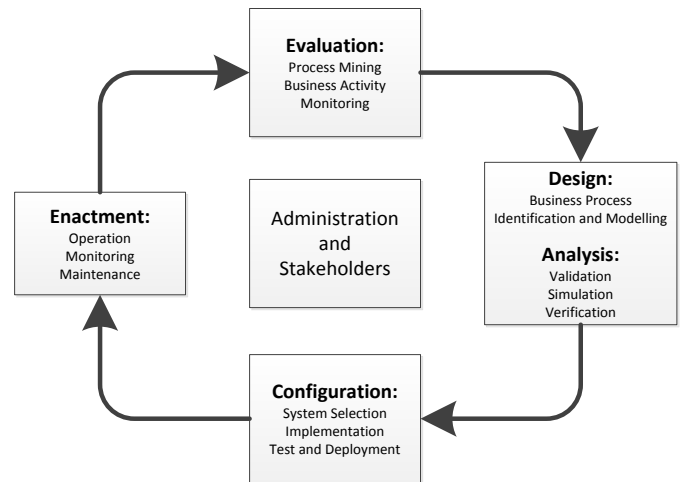 Evaluation:
Process Mining
Business Activity
Monitoring
Design:
Business Process
Identification and Modelling
Analysis:
Validation
Simulation
Verification
Configuration:
System Selection
Implementation
Test and Deployment
Enactment:
Operation
Monitoring
Maintenance
Administration
and
Stakeholders